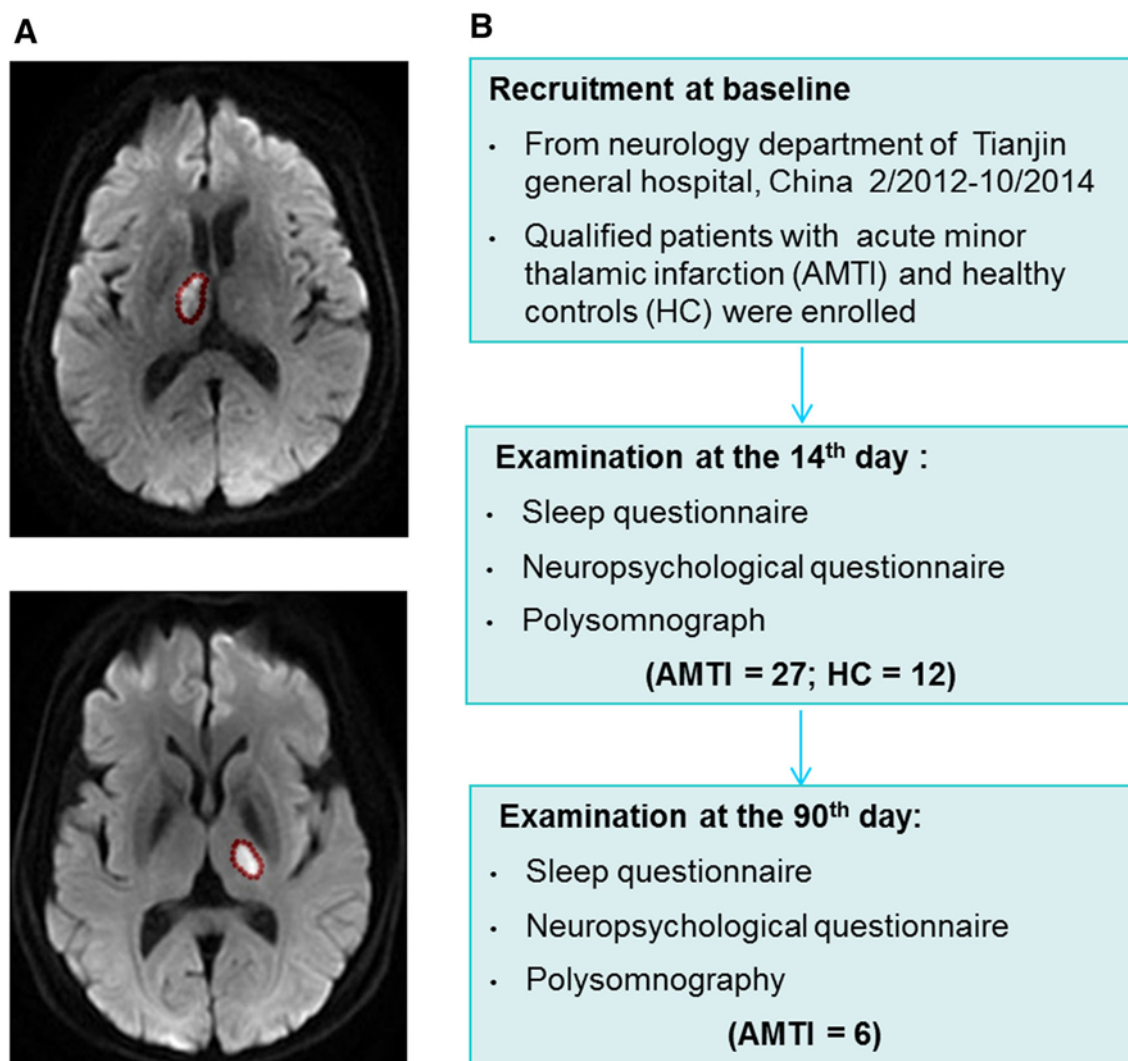 A
B
Recruitment at baseline
• From neurology department of Tianjin
general hospital, China 2/2012-10/2014
• Qualified patients with acute minor
thalamic infarction (AMTI) and healthy
controls (HC) were enrolled
Examination at the 14th day :
• Sleep questionnaire
• Neuropsychological questionnaire
• Polysomnograph
(AMTI = 27; HC = 12)
Examination at the 90th day:
• Sleep questionnaire
• Neuropsychological questionnaire
• Polysomnography
(AMTI = 6)